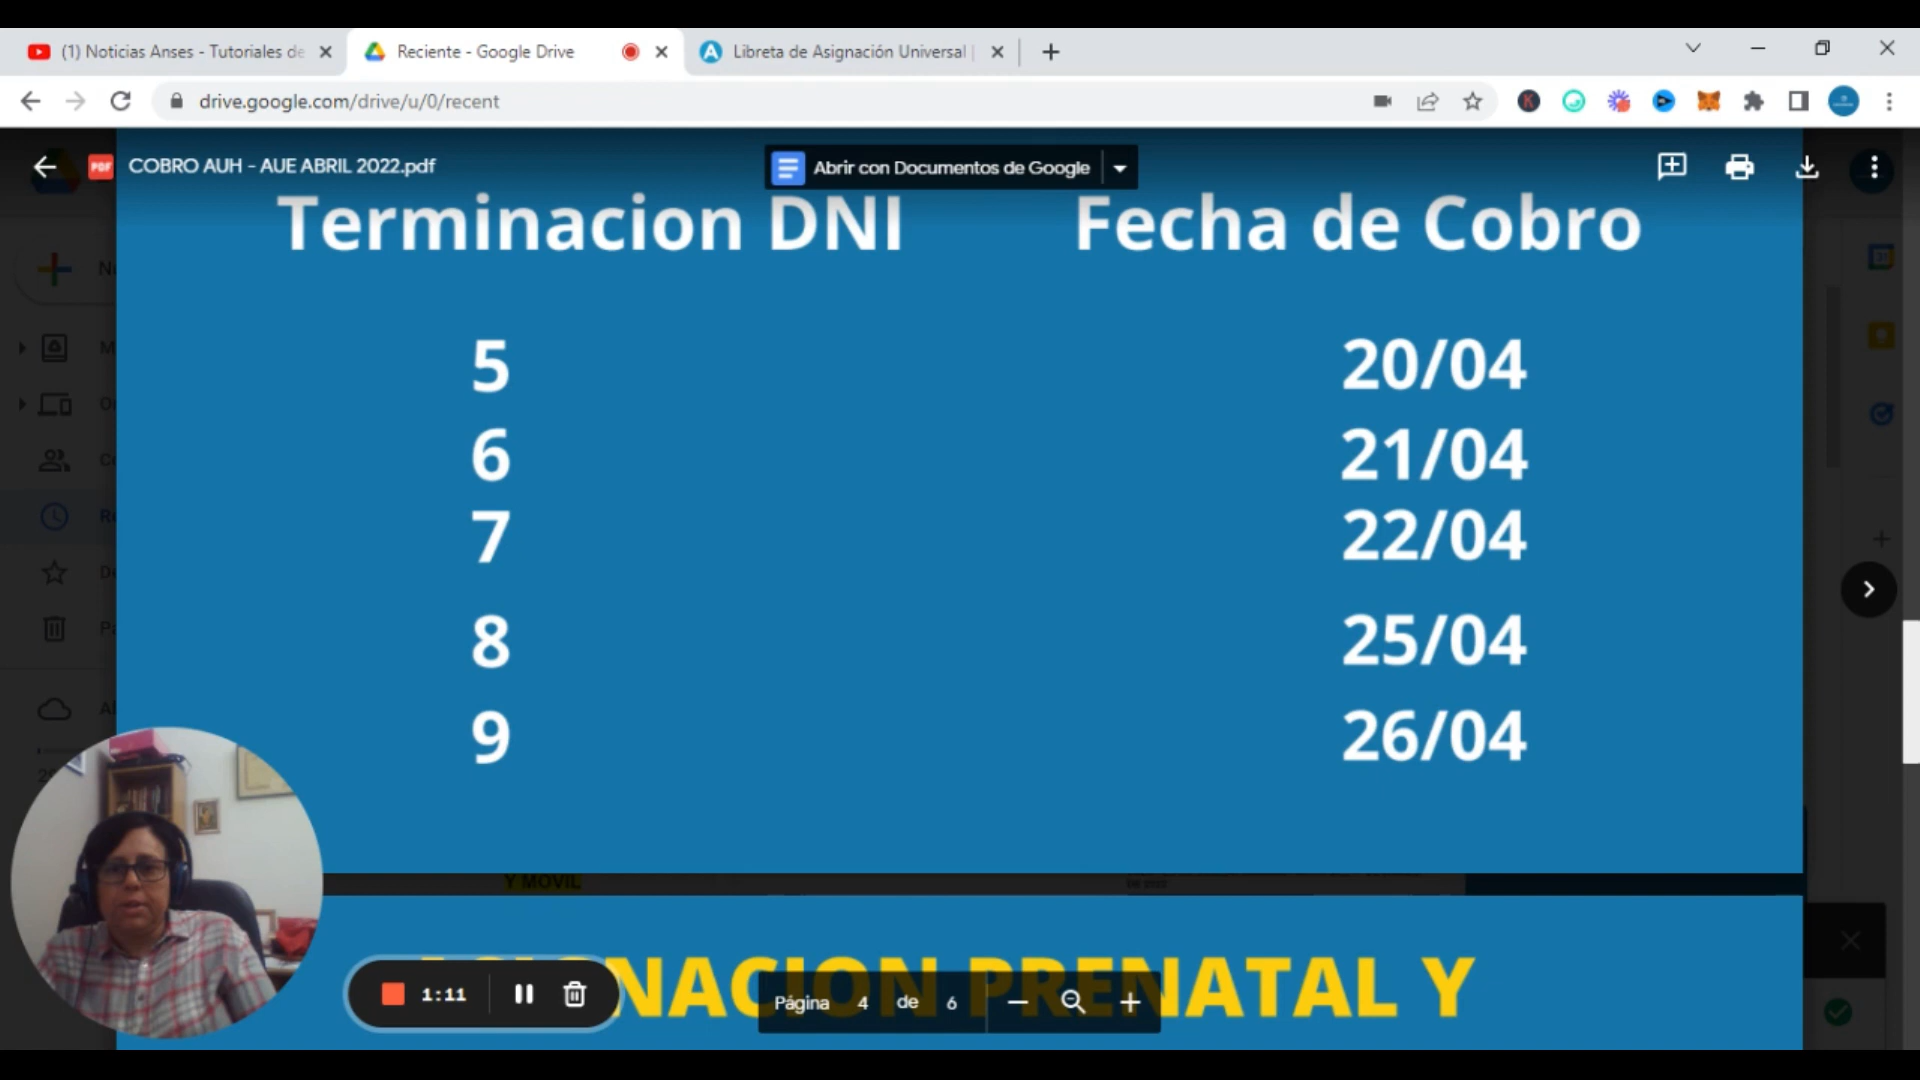 (1) Noticias Anses - Tutoriales de
Reciente - Google Drive
Libreta de Asignación Universal |
drive.google.com/drive/u/0/recent
PDF
COBRO AUH - AUE ABRIL 2022.pdf
Abrir con Documentos de Google
Terminacion DNI
Fecha de Cobro
5
20/04
6
21/04
7
22/04
8
25/04
9
26/04
Y MOVIL
1:11
PRENATAL Y
Página 4 de 6